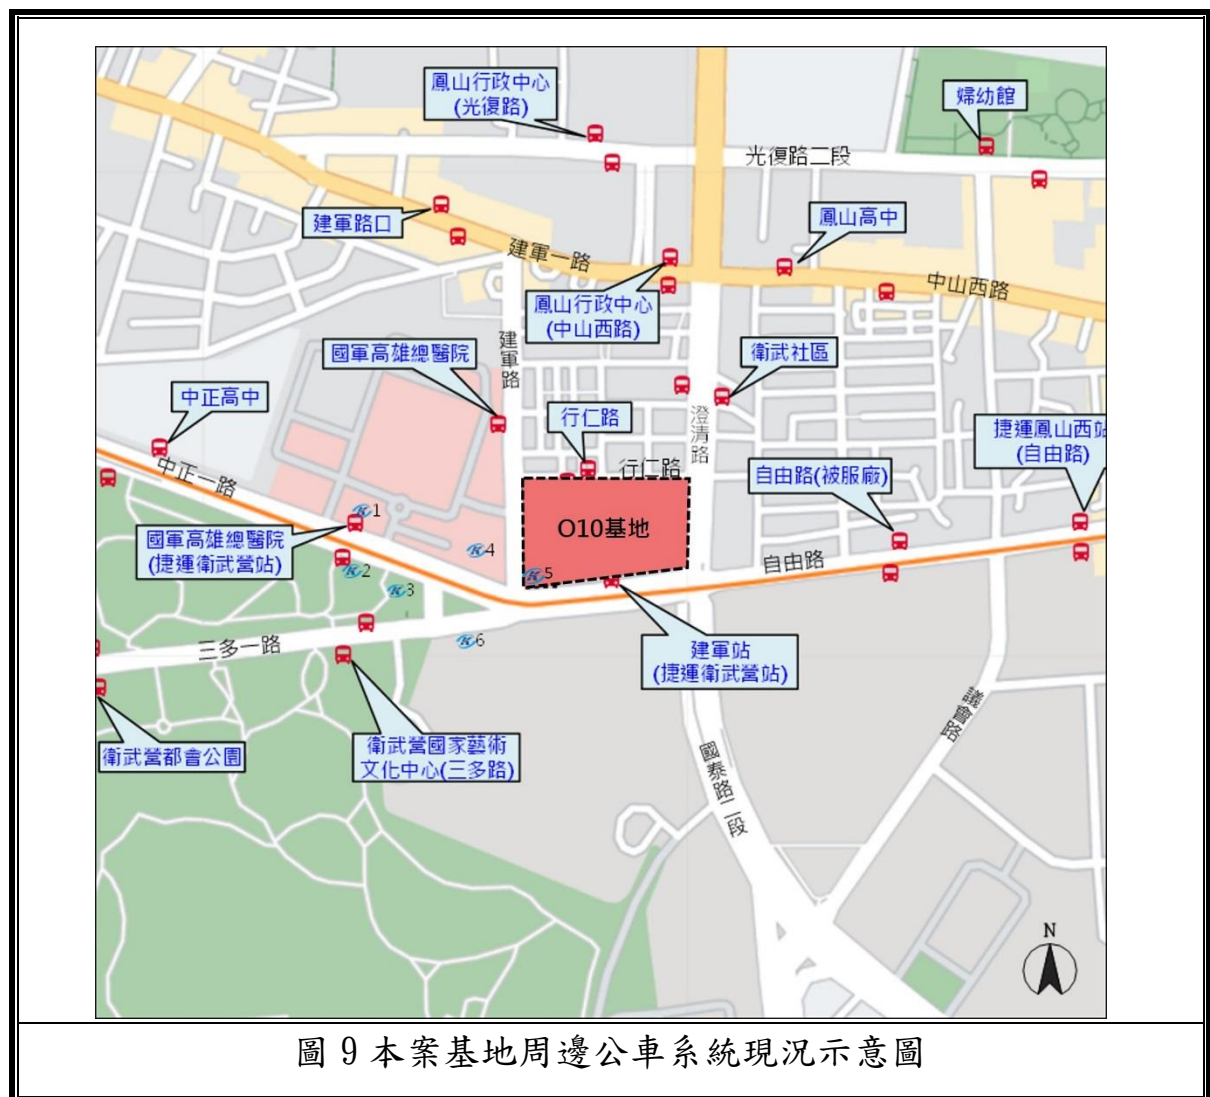 鳳山行政中心
(光復路)
婦幼館
光復路二段
建軍路口
鳳山高中
建軍一路
中山西路
鳳山行政中心
(中山西路)
建軍路
國軍高雄總醫院
衛武社區
中正高中
行仁路
澄清路
捷運鳳山西站
(自由路)
中正一路
行仁路
自由路(被服廠)
1
O10基地
國軍高雄總醫院
(捷運衛武營站)
4
自由路
2
5
3
三多一路
6
建軍站
(捷運衛武營站)
議會路
衛武營都會公園
衛武營國家藝術
文化中心(三多路)
國泰路二段
N
圖 9 本案基地周邊公車系統現況示意圖